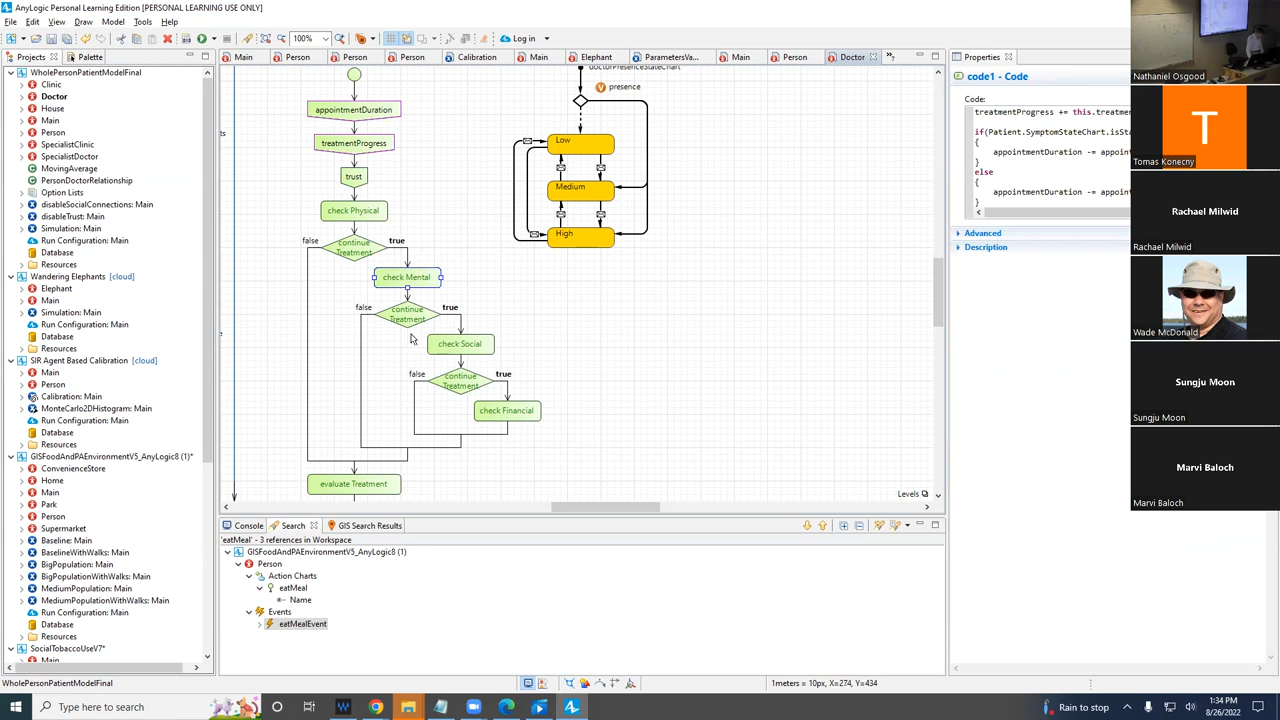 AnyLogic Personal Learning Edition [PERSONAL LEARNING USE ONLY]
File Edit View Draw Model Tools Help
100% Log in
Projects Palette
Main Person Person Person Calibration Main Elephant ParametersVa... Main Person Doctor
Properties
WholePersonPatientModelFinal
Clinic
Doctor
House
Main
Person
SpecialistClinic
SpecialistDoctor
MovingAverage
PersonDoctorRelationship
Option Lists
disableSocialConnections: Main
disableTrust: Main
Simulation: Main
Run Configuration: Main
Database
Resources
Wandering Elephants [cloud]
Elephant
Main
Simulation: Main
Run Configuration: Main
Database
Resources
SIR Agent Based Calibration [cloud]
Main
Person
Calibration: Main
MonteCarlo2DHistogram: Main
Run Configuration: Main
Database
Resources
GISFoodAndPAEnvironmentV5_AnyLogic8 (1)*
ConvenienceStore
Home
Main
Park
Person
Supermarket
Baseline: Main
BaselineWithWalks: Main
BigPopulation: Main
BigPopulationWithWalks: Main
MediumPopulation: Main
MediumPopulationWithWalks: Main
Run Configuration: Main
Database
Resources
SocialTobaccoUseV7*
Main
appointmentDuration
treatmentProgress
trust
check Physical
false
continue
Treatment
true
check Mental
false
continue
Treatment
true
check Social
false
continue
Treatment
true
check Financial
evaluate Treatment
doctorPresenceStateChart
presence
Low
Medium
High
Levels
code1 - Code
Code:
treatmentProgress += this.treatment
if(Patient.SymptomStateChart.isSta
{
appointmentDuration -= appoint
}
else
{
appointmentDuration -= appoint
}
Advanced
Description
Console Search GIS Search Results
'eatMeal' - 3 references in Workspace
GISFoodAndPAEnvironmentV5_AnyLogic8 (1)
Person
Action Charts
eatMeal
Name
Events
eatMealEvent
WholePersonPatientModelFinal
1meters = 10px, X=274, Y=434
Nathaniel Osgood
T
Tomas Konecny
Rachael Milwid
Rachael Milwid
Wade McDonald
Sungju Moon
Sungju Moon
Marvi Baloch
Marvi Baloch
Type here to search
Rain to stop
1:34 PM
8/26/2022